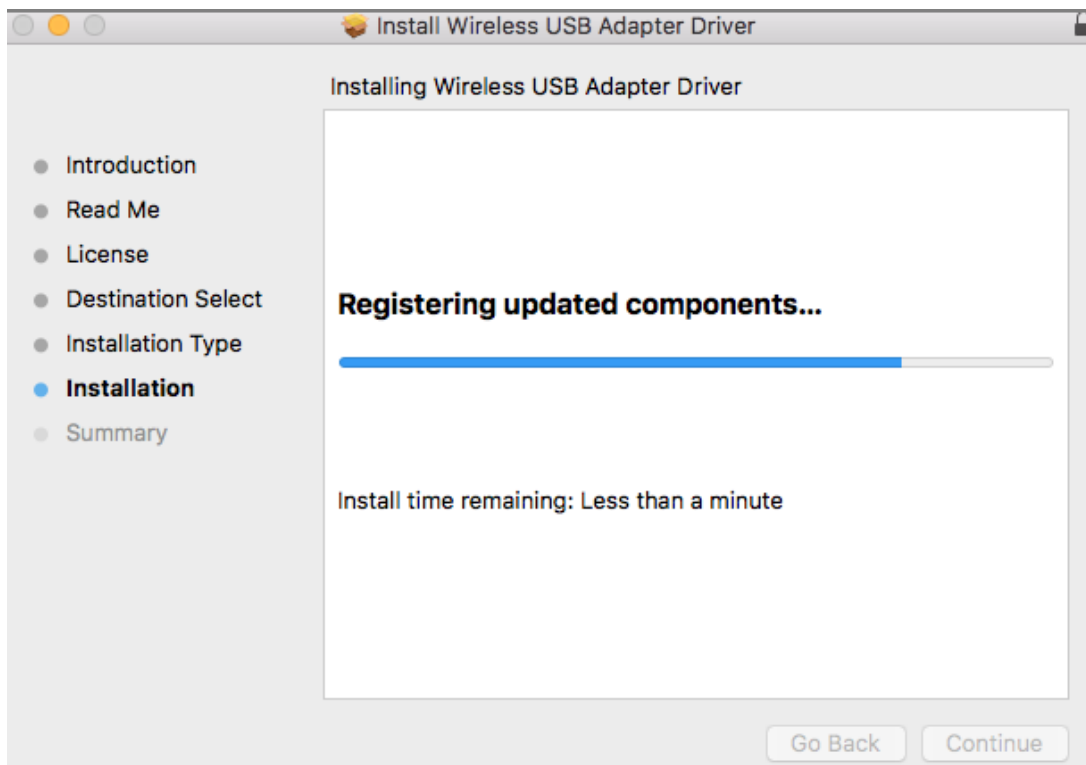 Install Wireless USB Adapter Driver
Installing Wireless USB Adapter Driver
Introduction
Read Me
License
Destination Select
Installation Type
Installation
Summary
Registering updated components...
Install time remaining: Less than a minute
Go Back
Continue